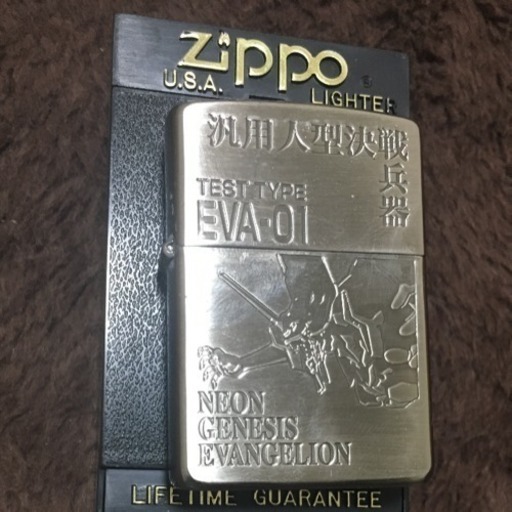 Zippo
U.S.A.
LIGHTER
汎用人型決戦兵器
TEST TYPE
EVA-01
NEON
GENESIS
EVANGELION
LIFETIME GUARANTEE